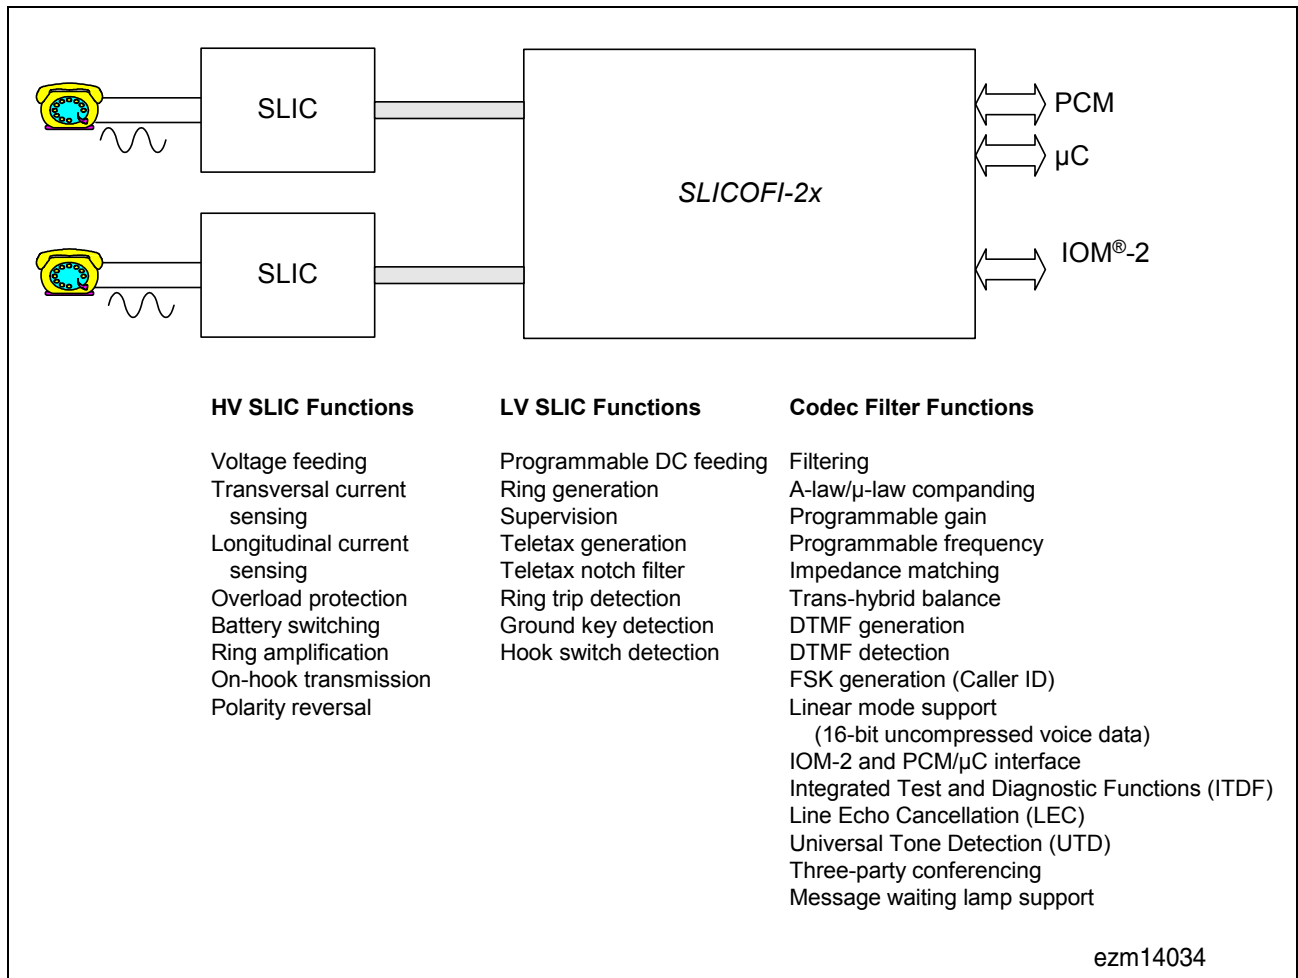 SLIC
PCM
µC
SLICOFI-2x
SLIC
IOM®-2
HV SLIC Functions
Voltage feeding
Transversal current
sensing
Longitudinal current
sensing
Overload protection
Battery switching
Ring amplification
On-hook transmission
Polarity reversal
LV SLIC Functions
Programmable DC feeding
Ring generation
Supervision
Teletax generation
Teletax notch filter
Ring trip detection
Ground key detection
Hook switch detection
Codec Filter Functions
Filtering
A-law/µ-law companding
Programmable gain
Programmable frequency
Impedance matching
Trans-hybrid balance
DTMF generation
DTMF detection
FSK generation (Caller ID)
Linear mode support
(16-bit uncompressed voice data)
IOM-2 and PCM/µC interface
Integrated Test and Diagnostic Functions (ITDF)
Line Echo Cancellation (LEC)
Universal Tone Detection (UTD)
Three-party conferencing
Message waiting lamp support
ezm14034